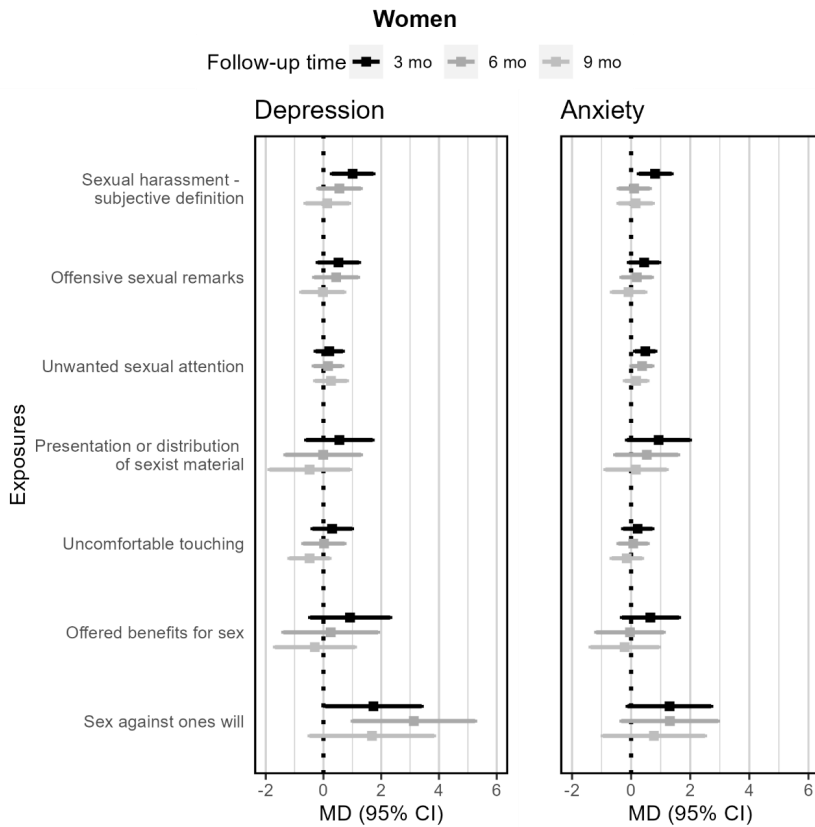 Women
Follow-up time 3 mo 6 mo 9 mo
Depression
Anxiety
Exposures
Sexual harassment -
subjective definition
Offensive sexual remarks
Unwanted sexual attention
Presentation or distribution
of sexist material
Uncomfortable touching
Offered benefits for sex
Sex against ones will
-2 0 2 4 6
-2 0 2 4 6
MD (95% CI)
MD (95% CI)